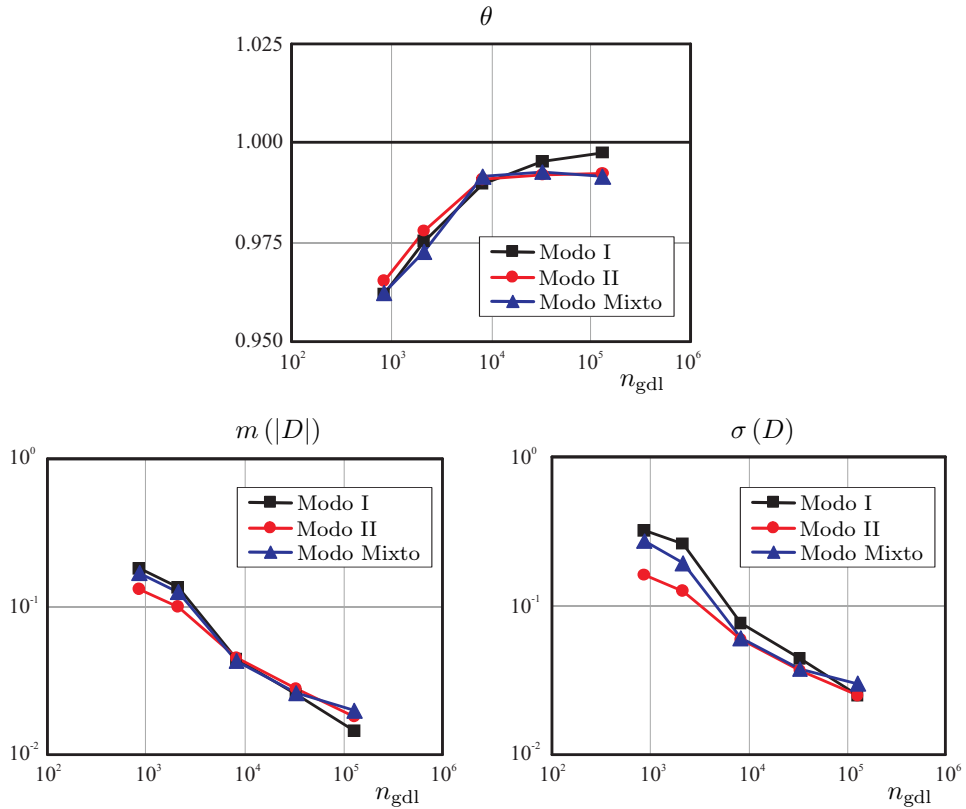 θ
1.025
1.000
0.975
0.950
Modo I
Modo II
Modo Mixto
10² 10³ 10⁴ 10⁵ 10⁶
n_gdl
m (|D|)
10⁰
10⁻¹
10⁻²
Modo I
Modo II
Modo Mixto
10² 10³ 10⁴ 10⁵ 10⁶
n_gdl
σ (D)
10⁰
10⁻¹
10⁻²
Modo I
Modo II
Modo Mixto
10² 10³ 10⁴ 10⁵ 10⁶
n_gdl